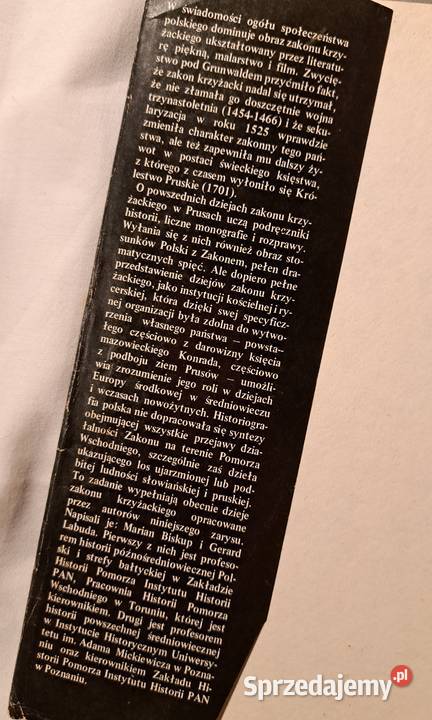 W świadomości ogółu społeczeństwa
polskiego dominuje obraz zakonu krzy-
żackiego ukształtowany przez literatu-
rę piękną, malarstwo i film. Zwycię-
stwo pod Grunwaldem przyćmiło fakt,
że zakon krzyżacki nadal się utrzymał,
że nie złamała go doszczętnie wojna
trzynastoletnia (1454-1466) i że seku-
laryzacja w roku 1525 wprawdzie
zmieniła charakter zakonny tego pań-
stwa, ale też zapewniła mu dalszy ży-
wot w postaci świeckiego księstwa,
z którego z czasem wyłoniło się Kró-
lestwo Pruskie (1701).
O powszednich dziejach zakonu krzy-
żackiego w Prusach uczą podręczniki
historii, liczne monografie i rozprawy.
Wyłania się z nich również obraz sto-
sunków Polski z Zakonem, pełen dra-
matycznych spięć. Ale dopiero pełne
przedstawienie dziejów zakonu krzy-
żackiego, jako instytucji kościelnej i ry-
cerskiej, która dzięki swej specyficz-
nej organizacji była zdolna do wytwo-
rzenia własnego państwa – powsta-
łego częściowo z darowizny księcia
mazowieckiego Konrada, częściowo
z podboju ziem Prusów – umożli-
wia zrozumienie jego roli w dziejach
Europy środkowej w średniowieczu
i wczasach nowożytnych. Historiogra-
fia polska nie dopracowała się syntezy
obejmującej wszystkie przejawy dzia-
łalności Zakonu na terenie Pomorza
Wschodniego, szczególnie zaś dzieła
ukazującego los ujarzmionej lub pod-
bitej ludności słowiańskiej i pruskiej.
To zadanie wypełniają obecnie dzieje
zakonu krzyżackiego opracowane
przez autorów niniejszego zarysu.
Napisali je: Marian Biskup i Gerard
Labuda. Pierwszy z nich jest profeso-
rem historii późnośredniowiecznej Pol-
ski i strefy bałtyckiej w Zakładzie
Historii Pomorza Instytutu Historii
PAN, Pracownia Historii Pomorza
Wschodniego w Toruniu, której jest
kierownikiem. Drugi jest profesorem
historii powszechnej średniowiecznej
w Instytucie Historycznym Uniwersy-
tetu im. Adama Mickiewicza w Pozna-
niu oraz kierownikiem Zakładu Hi-
storii Pomorza Instytutu Historii PAN
w Poznaniu.
Sprzedajemy.pl